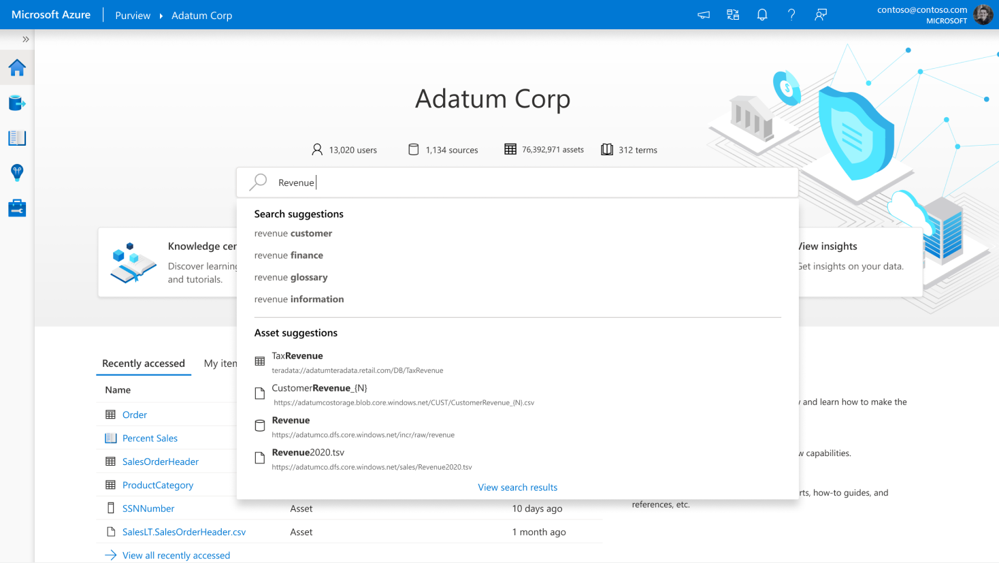 Microsoft Azure
Purview
Adatum Corp
contoso@contoso.com
MICROSOFT
Adatum Corp
13,020 users
1,134 sources
76,392,971 assets
312 terms
Revenue
Search suggestions
revenue customer
revenue finance
revenue glossary
revenue information
Asset suggestions
TaxRevenue
teradata://adatumteradata.retail.com/DB/TaxRevenue
CustomerRevenue_{N}
https://adatumcostorage.blob.core.windows.net/CUST/CustomerRevenue_{N}.csv
Revenue
https://adatumco.dfs.core.windows.net/incr/raw/revenue
Revenue2020.tsv
https://adatumco.dfs.core.windows.net/sales/Revenue2020.tsv
View search results
Knowledge cen
Discover learning
and tutorials.
View insights
Get insights on your data.
Recently accessed
My item
Name
Order
Percent Sales
SalesOrderHeader
ProductCategory
SSNNumber Asset 10 days ago
SalesLT.SalesOrderHeader.csv Asset 1 month ago
View all recently accessed
and learn how to make the
capabilities.
how-to guides, and
references, etc.